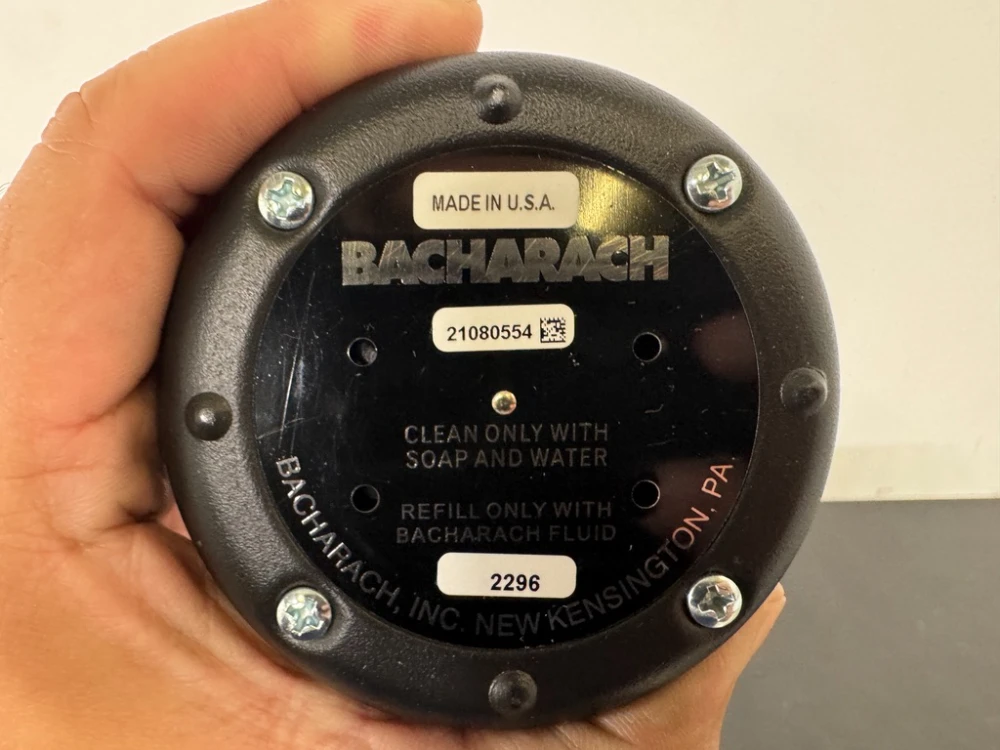 MADE IN U.S.A.
BACHARACH
21080554
CLEAN ONLY WITH
SOAP AND WATER
REFILL ONLY WITH
BACHARACH FLUID
2296
BACHARACH, INC. NEW KENSINGTON, PA